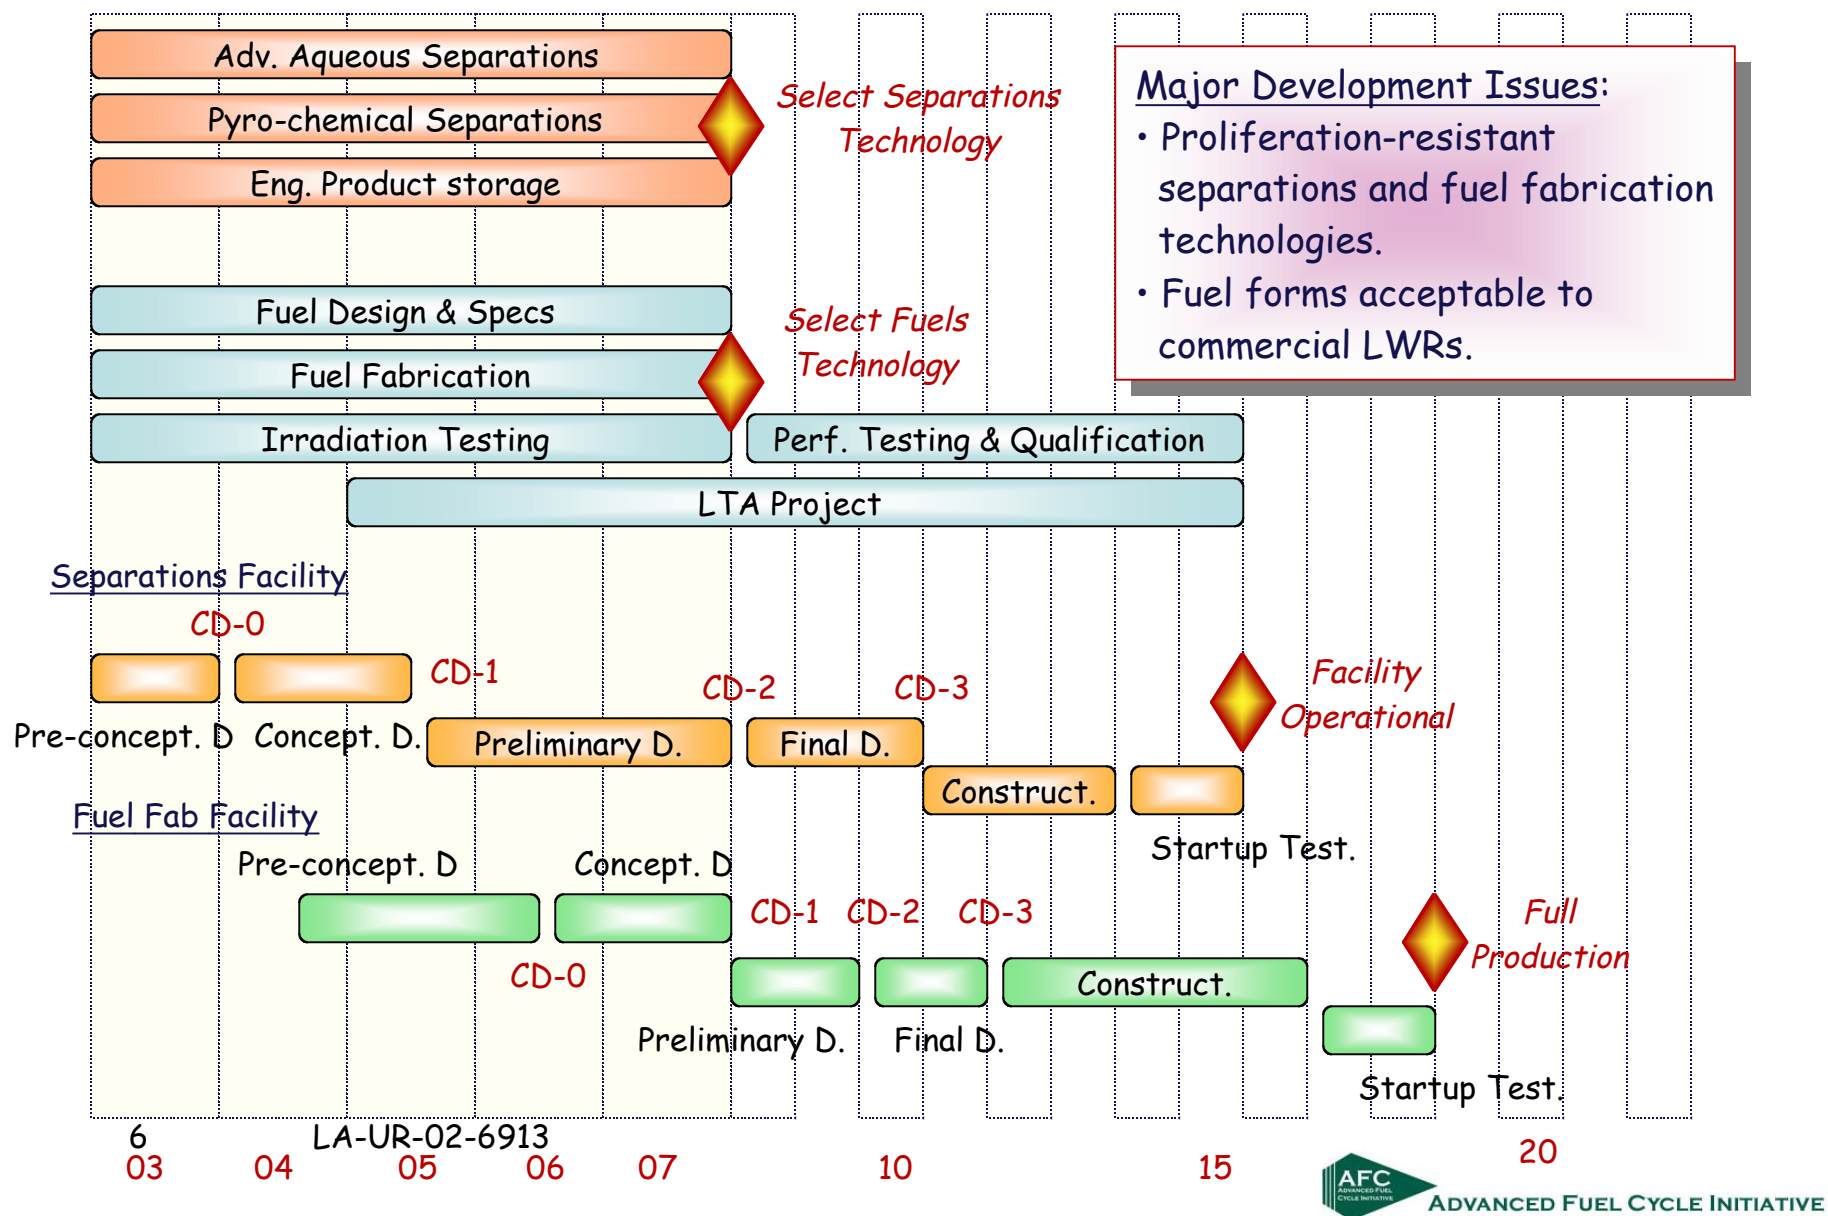 Adv. Aqueous Separations
Pyro-chemical Separations
Eng. Product storage
Select Separations
Technology
Major Development Issues:
• Proliferation-resistant
separations and fuel fabrication
technologies.
• Fuel forms acceptable to
commercial LWRs.
Fuel Design & Specs
Fuel Fabrication
Irradiation Testing
Select Fuels
Technology
Perf. Testing & Qualification
LTA Project
Separations Facility
CD-0
CD-1
CD-2
CD-3
Facility
Operational
Pre-concept. D
Concept. D.
Preliminary D.
Final D.
Construct.
Startup Test.
Fuel Fab Facility
Pre-concept. D
Concept. D
CD-1
CD-2
CD-3
Full
Production
CD-0
Construct.
Preliminary D.
Final D.
Startup Test.
6
LA-UR-02-6913
03
04
05
06
07
10
15
20
AFC
ADVANCED FUEL
CYCLE INITIATIVE
ADVANCED FUEL CYCLE INITIATIVE